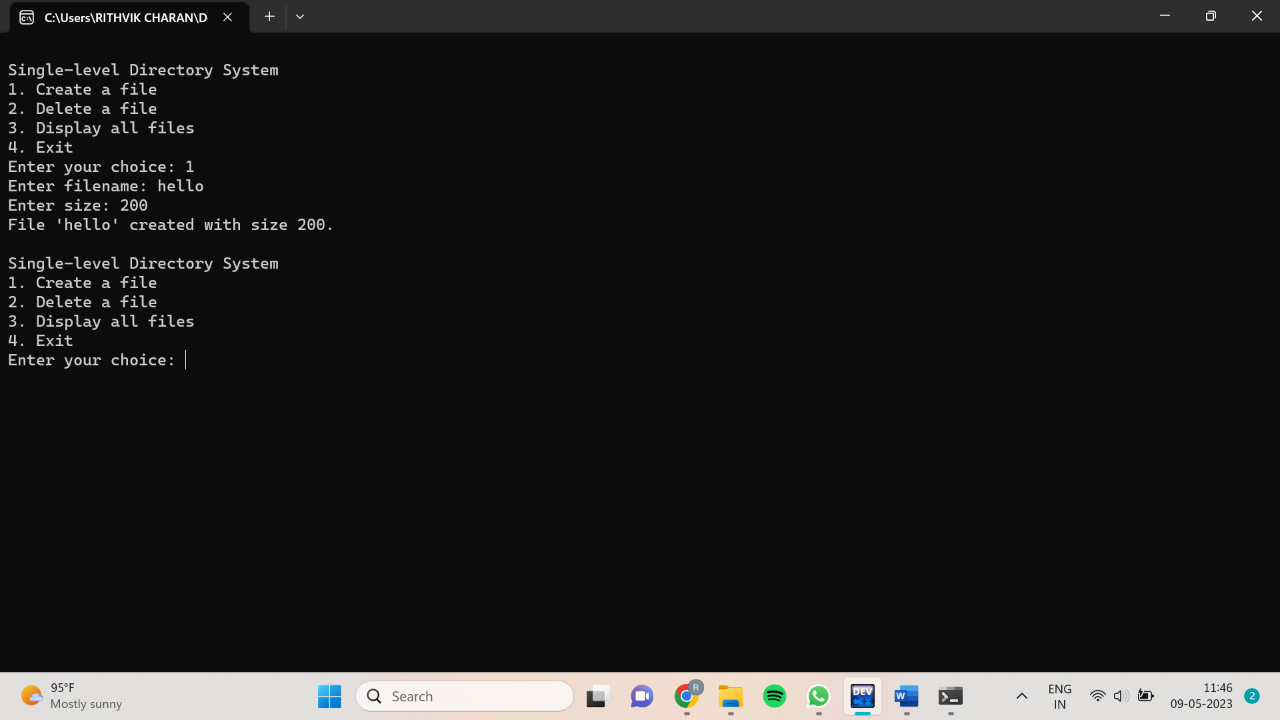 C:\Users\RITHVIK CHARAN\D
Single-level Directory System
1. Create a file
2. Delete a file
3. Display all files
4. Exit
Enter your choice: 1
Enter filename: hello
Enter size: 200
File 'hello' created with size 200.
Single-level Directory System
1. Create a file
2. Delete a file
3. Display all files
4. Exit
Enter your choice:
95°F
Mostly sunny
Search
R
DEV
W
ENG
IN
11:46
09-05-2023
2